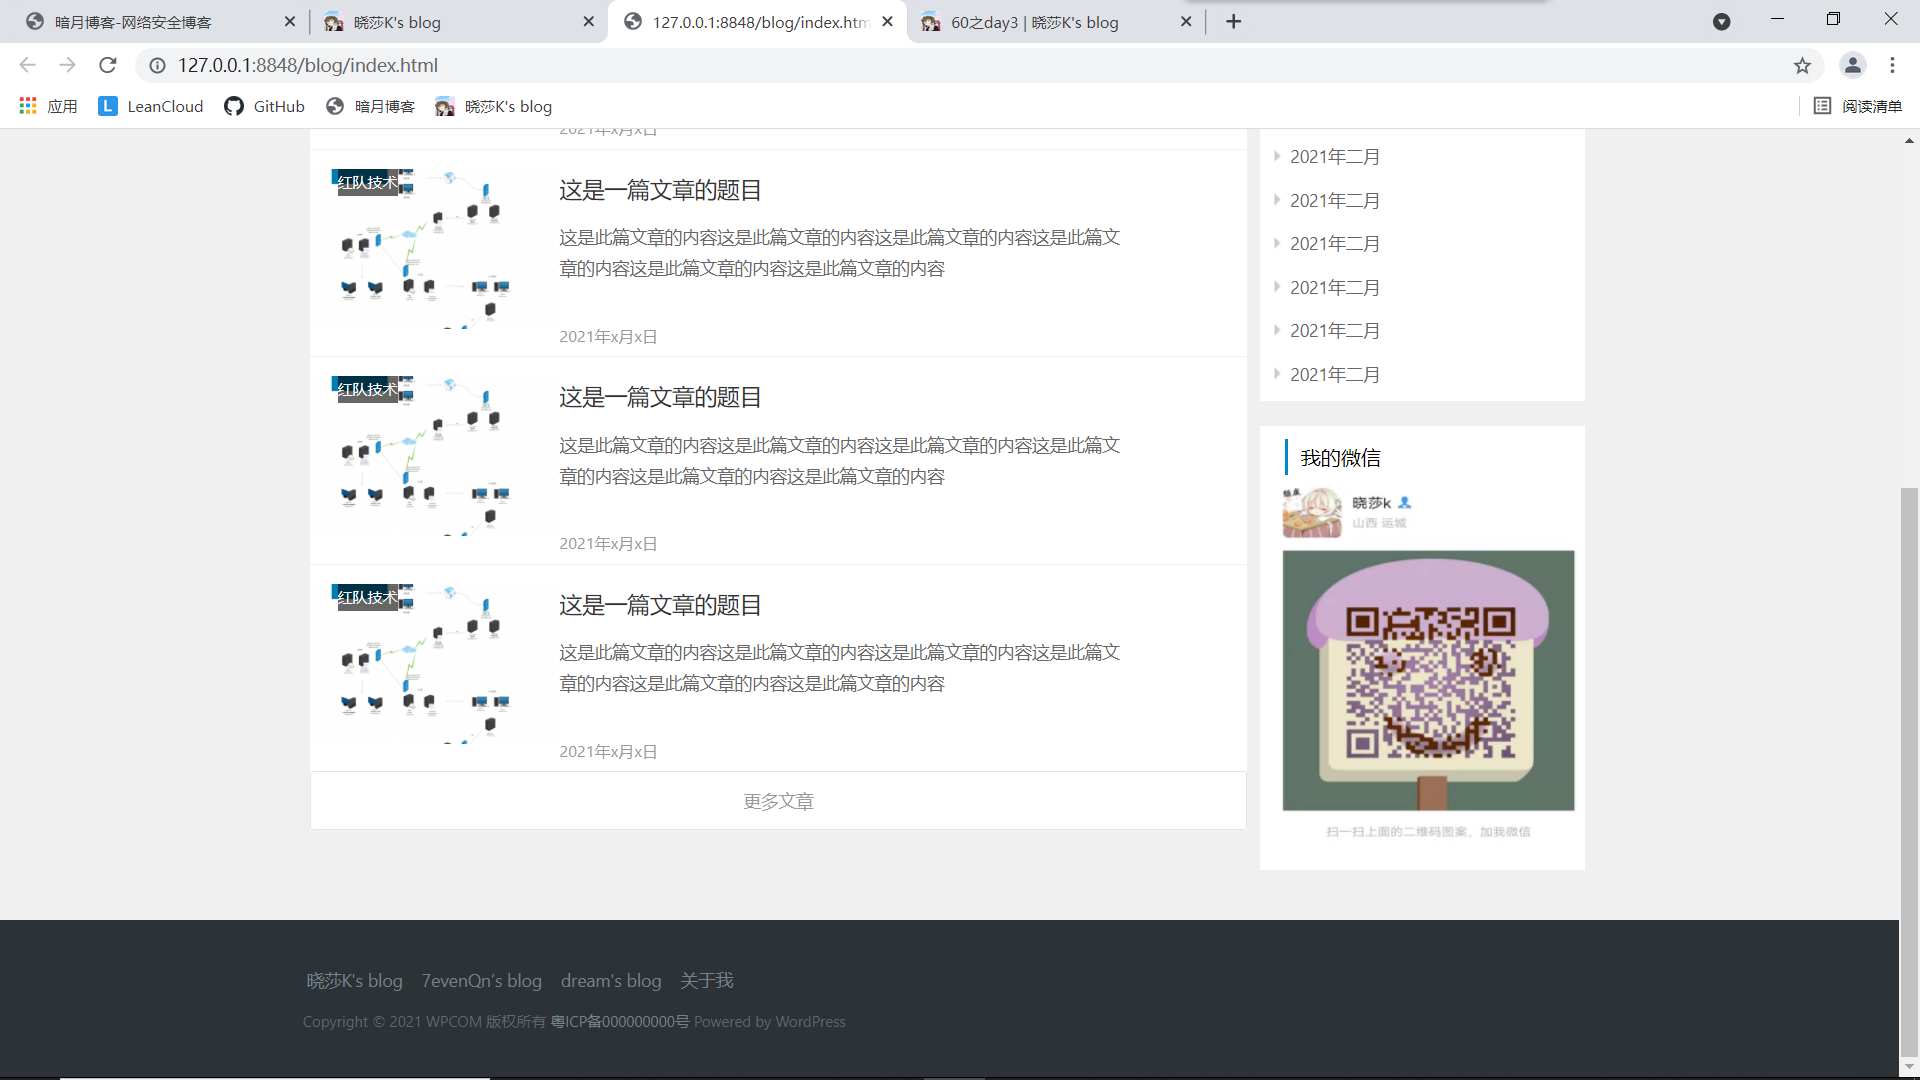 暗月博客-网络安全博客
晓莎K's blog
127.0.0.1:8848/blog/index.htm
60之day3 | 晓莎K's blog
127.0.0.1:8848/blog/index.html
应用
LeanCloud
GitHub
暗月博客
晓莎K's blog
阅读清单
2021年x月x日
红队技术
这是一篇文章的题目
这是此篇文章的内容这是此篇文章的内容这是此篇文章的内容这是此篇文
章的内容这是此篇文章的内容这是此篇文章的内容
2021年x月x日
红队技术
这是一篇文章的题目
这是此篇文章的内容这是此篇文章的内容这是此篇文章的内容这是此篇文
章的内容这是此篇文章的内容这是此篇文章的内容
2021年x月x日
红队技术
这是一篇文章的题目
这是此篇文章的内容这是此篇文章的内容这是此篇文章的内容这是此篇文
章的内容这是此篇文章的内容这是此篇文章的内容
2021年x月x日
更多文章
2021年二月
2021年二月
2021年二月
2021年二月
2021年二月
2021年二月
我的微信
晓莎k
山西 运城
扫一扫上面的二维码图案，加我微信
晓莎K's blog
7evenQn‘s blog
dream's blog
关于我
Copyright © 2021 WPCOM 版权所有 粤ICP备000000000号 Powered by WordPress